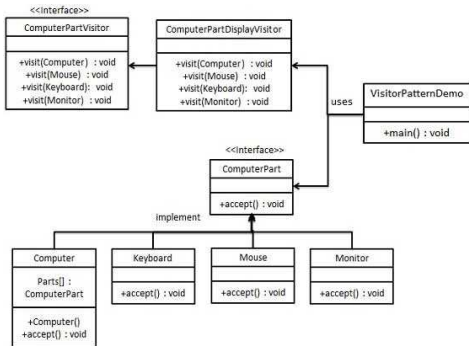 <<Interface>>
ComputerPartVisitor
+visit(Computer) : void
+visit(Mouse) : void
+visit(Keyboard): void
+visit(Monitor) : void
ComputerPartDisplayVisitor
+visit(Computer) : void
+visit(Mouse) : void
+visit(Keyboard): void
+visit(Monitor) : void
uses
VisitorPatternDemo
+main() : void
<<Interface>>
ComputerPart
+accept() : void
implement
Computer
Parts[] :
ComputerPart
+Computer()
+accept() : void
Keyboard
+accept() : void
Mouse
+accept() : void
Monitor
+accept() : void